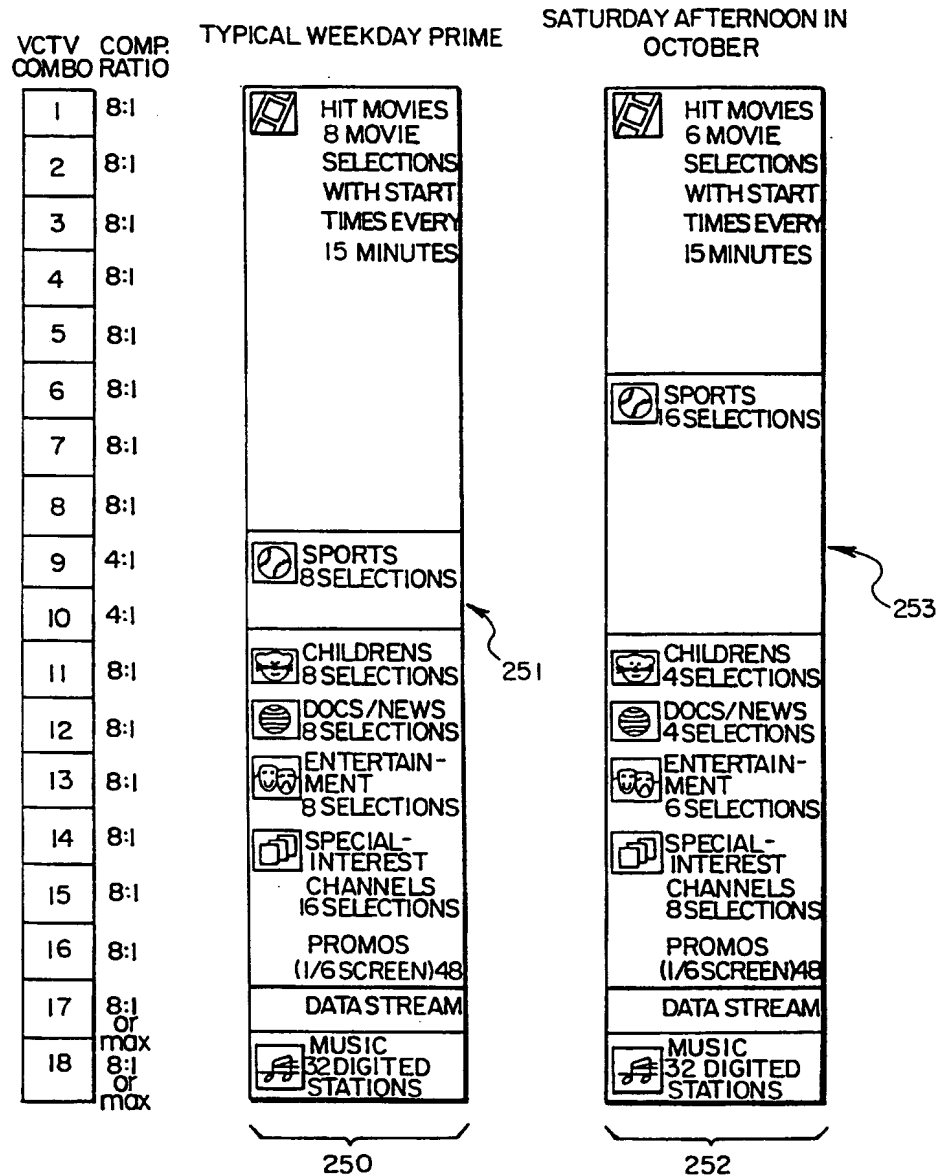 VCTV COMBO
COMP. RATIO
TYPICAL WEEKDAY PRIME
SATURDAY AFTERNOON IN
OCTOBER
1 8:1
2 8:1
3 8:1
4 8:1
5 8:1
6 8:1
7 8:1
8 8:1
9 4:1
10 4:1
11 8:1
12 8:1
13 8:1
14 8:1
15 8:1
16 8:1
17 8:1 or max
18 8:1 or max
HIT MOVIES
8 MOVIE
SELECTIONS
WITH START
TIMES EVERY
15 MINUTES
SPORTS
8 SELECTIONS
CHILDRENS
8 SELECTIONS
DOCS/NEWS
8 SELECTIONS
ENTERTAIN-
MENT
8 SELECTIONS
SPECIAL-
INTEREST
CHANNELS
16 SELECTIONS
PROMOS
(1/6 SCREEN) 48
DATA STREAM
MUSIC
32 DIGITED
STATIONS
251
250
HIT MOVIES
6 MOVIE
SELECTIONS
WITH START
TIMES EVERY
15 MINUTES
SPORTS
16 SELECTIONS
CHILDRENS
4 SELECTIONS
DOCS/NEWS
4 SELECTIONS
ENTERTAIN-
MENT
6 SELECTIONS
SPECIAL-
INTEREST
CHANNELS
8 SELECTIONS
PROMOS
(1/6 SCREEN) 48
DATA STREAM
MUSIC
32 DIGITED
STATIONS
253
252